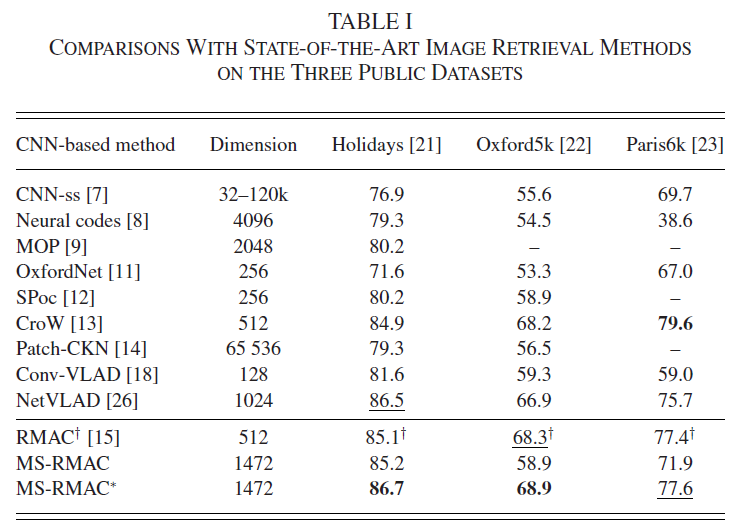 TABLE I
COMPARISONS WITH STATE-OF-THE-ART IMAGE RETRIEVAL METHODS
ON THE THREE PUBLIC DATASETS
CNN-based method Dimension Holidays [21] Oxford5k [22] Paris6k [23]
CNN-ss [7] 32–120k 76.9 55.6 69.7
Neural codes [8] 4096 79.3 54.5 38.6
MOP [9] 2048 80.2 – –
OxfordNet [11] 256 71.6 53.3 67.0
SPoc [12] 256 80.2 58.9 –
CroW [13] 512 84.9 68.2 79.6
Patch-CKN [14] 65 536 79.3 56.5 –
Conv-VLAD [18] 128 81.6 59.3 59.0
NetVLAD [26] 1024 86.5 66.9 75.7
RMAC† [15] 512 85.1† 68.3† 77.4†
MS-RMAC 1472 85.2 58.9 71.9
MS-RMAC* 1472 86.7 68.9 77.6